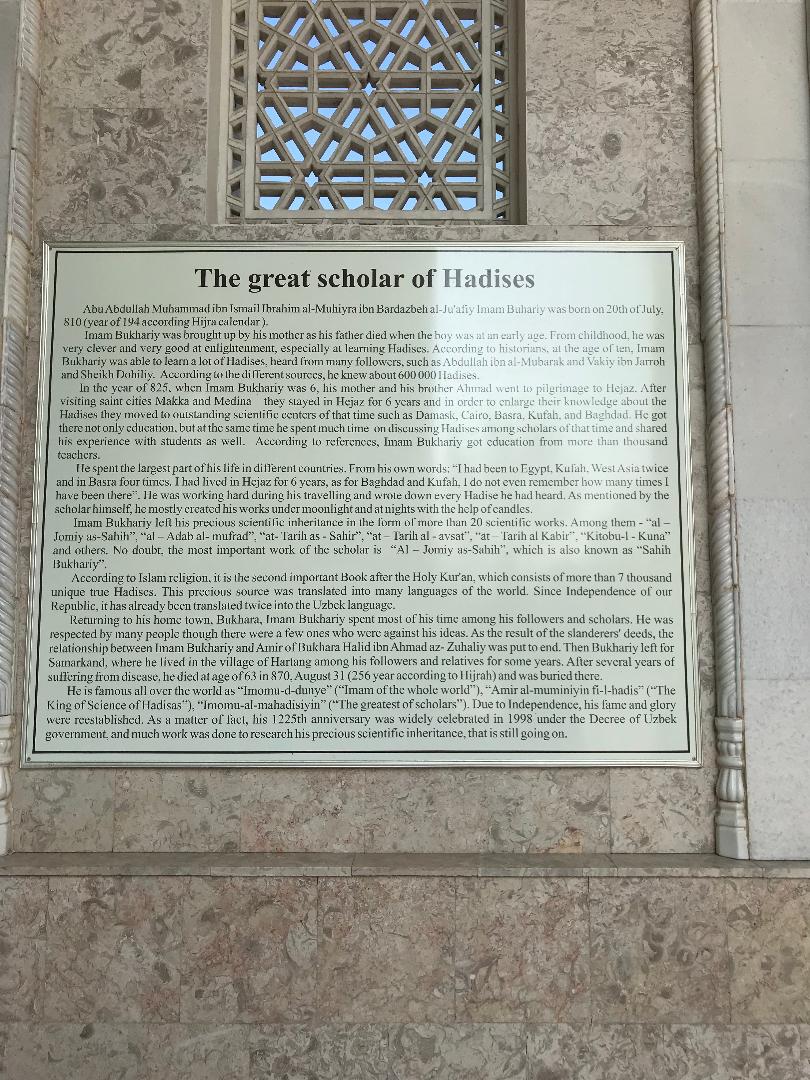 The great scholar of Hadises
Abu Abdullah Muhammad ibn Ismail Ibrahim al-Muhiyra ibn Bardazbeh al-Ju'afiy Imam Buhariy was born on 20th of July,
810 (year of 194 according Hijra calendar).
Imam Bukhariy was brought up by his mother as his father died when the boy was at an early age. From childhood, he was
very clever and very good at enlightenment, especially at learning Hadises. According to historians, at the age of ten, Imam
Bukhariy was able to learn a lot of Hadises, heard from many followers, such as Abdullah ibn al-Mubarak and Vakiy ibn Jarroh
and Sheikh Dohiliy. According to the different sources, he knew about 600 000 Hadises.
In the year of 825, when Imam Bukhariy was 6, his mother and his brother Ahmad went to pilgrimage to Hejaz. After
visiting saint cities Makka and Medina they stayed in Hejaz for 6 years and in order to enlarge their knowledge about the
Hadises they moved to outstanding scientific centers of that time such as Damask, Cairo, Basra, Kufah, and Baghdad. He got
there not only education, but at the same time he spent much time on discussing Hadises among scholars of that time and shared
his experience with students as well. According to references, Imam Bukhariy got education from more than thousand
teachers.
He spent the largest part of his life in different countries. From his own words: “I had been to Egypt, Kufah, West Asia twice
and in Basra four times. I had lived in Hejaz for 6 years, as for Baghdad and Kufah, I do not even remember how many times I
have been there”. He was working hard during his travelling and wrote down every Hadise he had heard. As mentioned by the
scholar himself, he mostly created his works under moonlight and at nights with the help of candles.
Imam Bukhariy left his precious scientific inheritance in the form of more than 20 scientific works. Among them - “al –
Jomiy as-Sahih”, “al – Adab al- mufrad”, “at- Tarih as - Sahir”, “at – Tarih al - avsat”, “at – Tarih al Kabir”, “Kitobu-l - Kuna”
and others. No doubt, the most important work of the scholar is “Al – Jomiy as-Sahih”, which is also known as “Sahih
Bukhariy”.
According to Islam religion, it is the second important Book after the Holy Kur'an, which consists of more than 7 thousand
unique true Hadises. This precious source was translated into many languages of the world. Since Independence of our
Republic, it has already been translated twice into the Uzbek language.
Returning to his home town, Bukhara, Imam Bukhariy spent most of his time among his followers and scholars. He was
respected by many people though there were a few ones who were against his ideas. As the result of the slanderers' deeds, the
relationship between Imam Bukhariy and Amir of Bukhara Halid ibn Ahmad az- Zuhaliy was put to end. Then Bukhariy left for
Samarkand, where he lived in the village of Hartang among his followers and relatives for some years. After several years of
suffering from disease, he died at age of 63 in 870, August 31 (256 year according to Hijrah) and was buried there.
He is famous all over the world as “Imomu-d-dunye” (“Imam of the whole world”), “Amir al-muminiyin fi-l-hadis” (“The
King of Science of Hadisas”), “Imomu-al-mahadisiyin” (“The greatest of scholars”). Due to Independence, his fame and glory
were reestablished. As a matter of fact, his 1225th anniversary was widely celebrated in 1998 under the Decree of Uzbek
government, and much work was done to research his precious scientific inheritance, that is still going on.